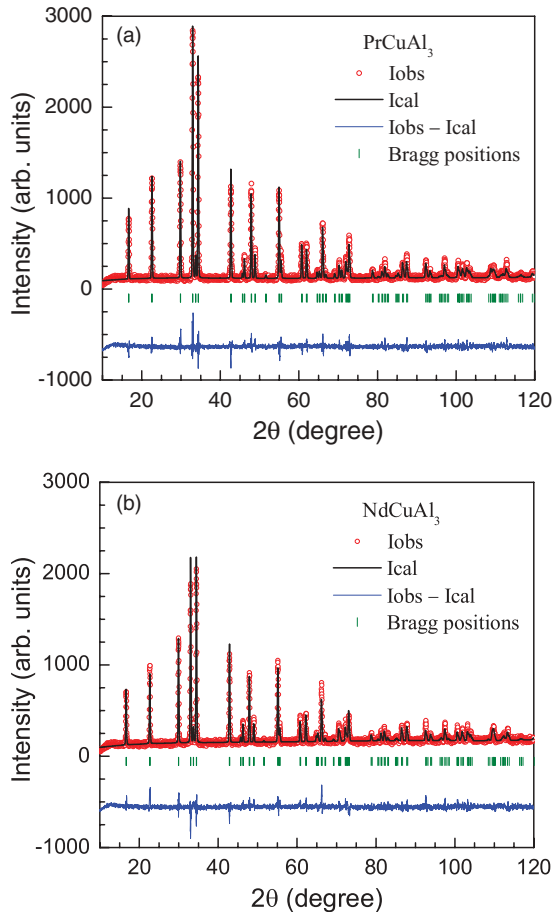 (a)
PrCuAl₃
Iobs
Ical
Iobs – Ical
Bragg positions
3000
2000
1000
0
-1000
Intensity (arb. units)
20 40 60 80 100 120
2θ (degree)
(b)
NdCuAl₃
Iobs
Ical
Iobs – Ical
Bragg positions
3000
2000
1000
0
-1000
Intensity (arb. units)
20 40 60 80 100 120
2θ (degree)